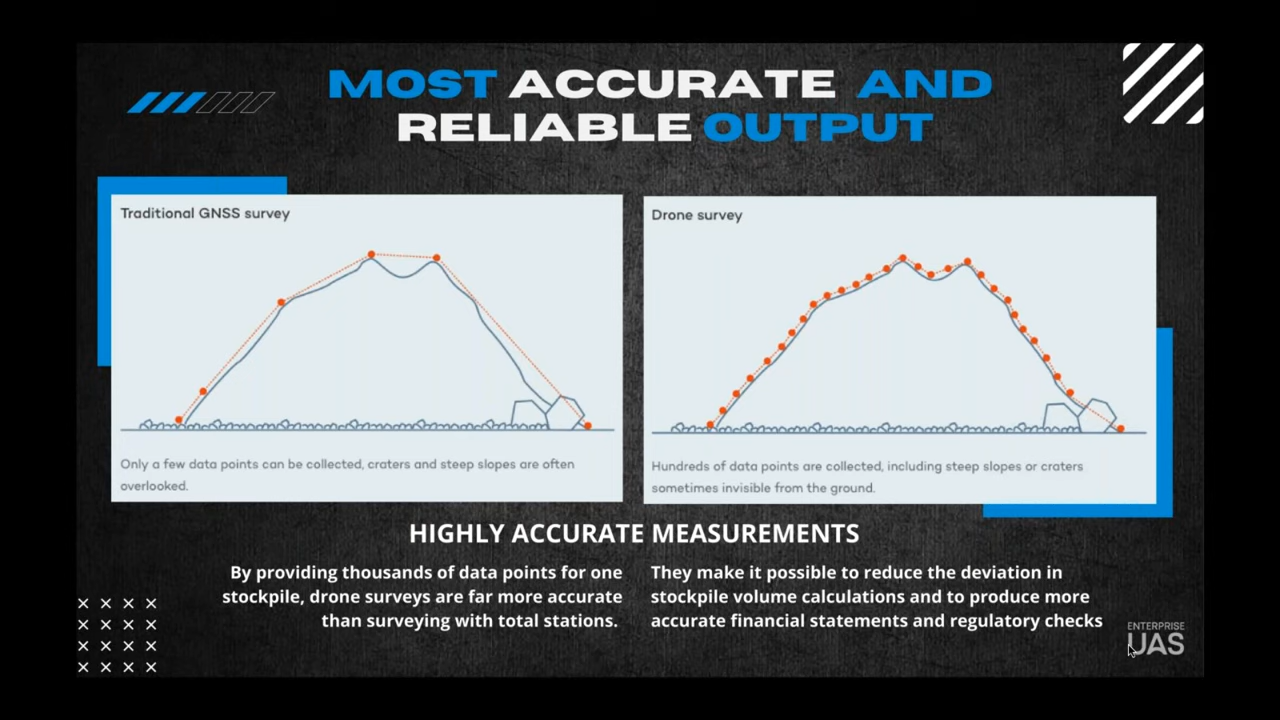 MOST ACCURATE AND
RELIABLE OUTPUT
Traditional GNSS survey
Only a few data points can be collected, craters and steep slopes are often
overlooked.
Drone survey
Hundreds of data points are collected, including steep slopes or craters
sometimes invisible from the ground.
HIGHLY ACCURATE MEASUREMENTS
By providing thousands of data points for one
stockpile, drone surveys are far more accurate
than surveying with total stations.
They make it possible to reduce the deviation in
stockpile volume calculations and to produce more
accurate financial statements and regulatory checks
ENTERPRISE
UAS